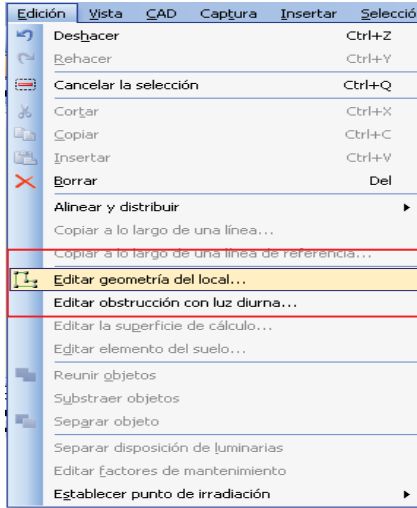 Edición Vista CAD Captura Insertar Selecció
Deshacer Ctrl+Z
Rehacer Ctrl+Y
Cancelar la selección Ctrl+Q
Cortar Ctrl+X
Copiar Ctrl+C
Insertar Ctrl+V
Borrar Del
Alinear y distribuir
Copiar a lo largo de una línea...
Copiar a lo largo de una línea de referencia...
Editar geometría del local...
Editar obstrucción con luz diurna...
Editar la superficie de cálculo...
Editar elemento del suelo...
Reunir objetos
Substraer objetos
Separar objeto
Separar disposición de luminarias
Editar factores de mantenimiento
Establecer punto de irradiación